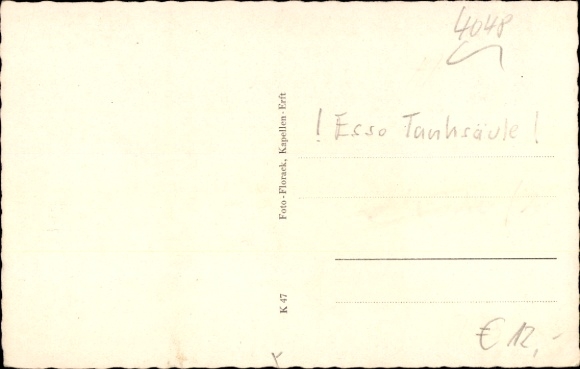 4048
! Esso Tanksäule !
Foto-Florack, Kapellen-Erft
K 47
€ 12,-